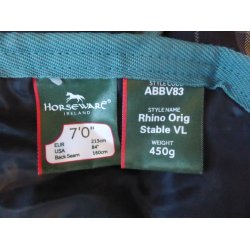 HORSEWARE®
IRELAND
7'0"
EUR 215cm
USA 84"
Back Seam 160cm
STYLE CODE
ABBV83
STYLE NAME
Rhino Orig
Stable VL
WEIGHT
450g